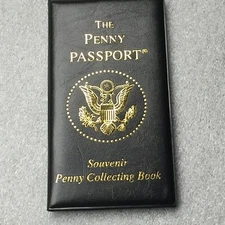 THE
PENNY
PASSPORT®
Souvenir
Penny Collecting Book